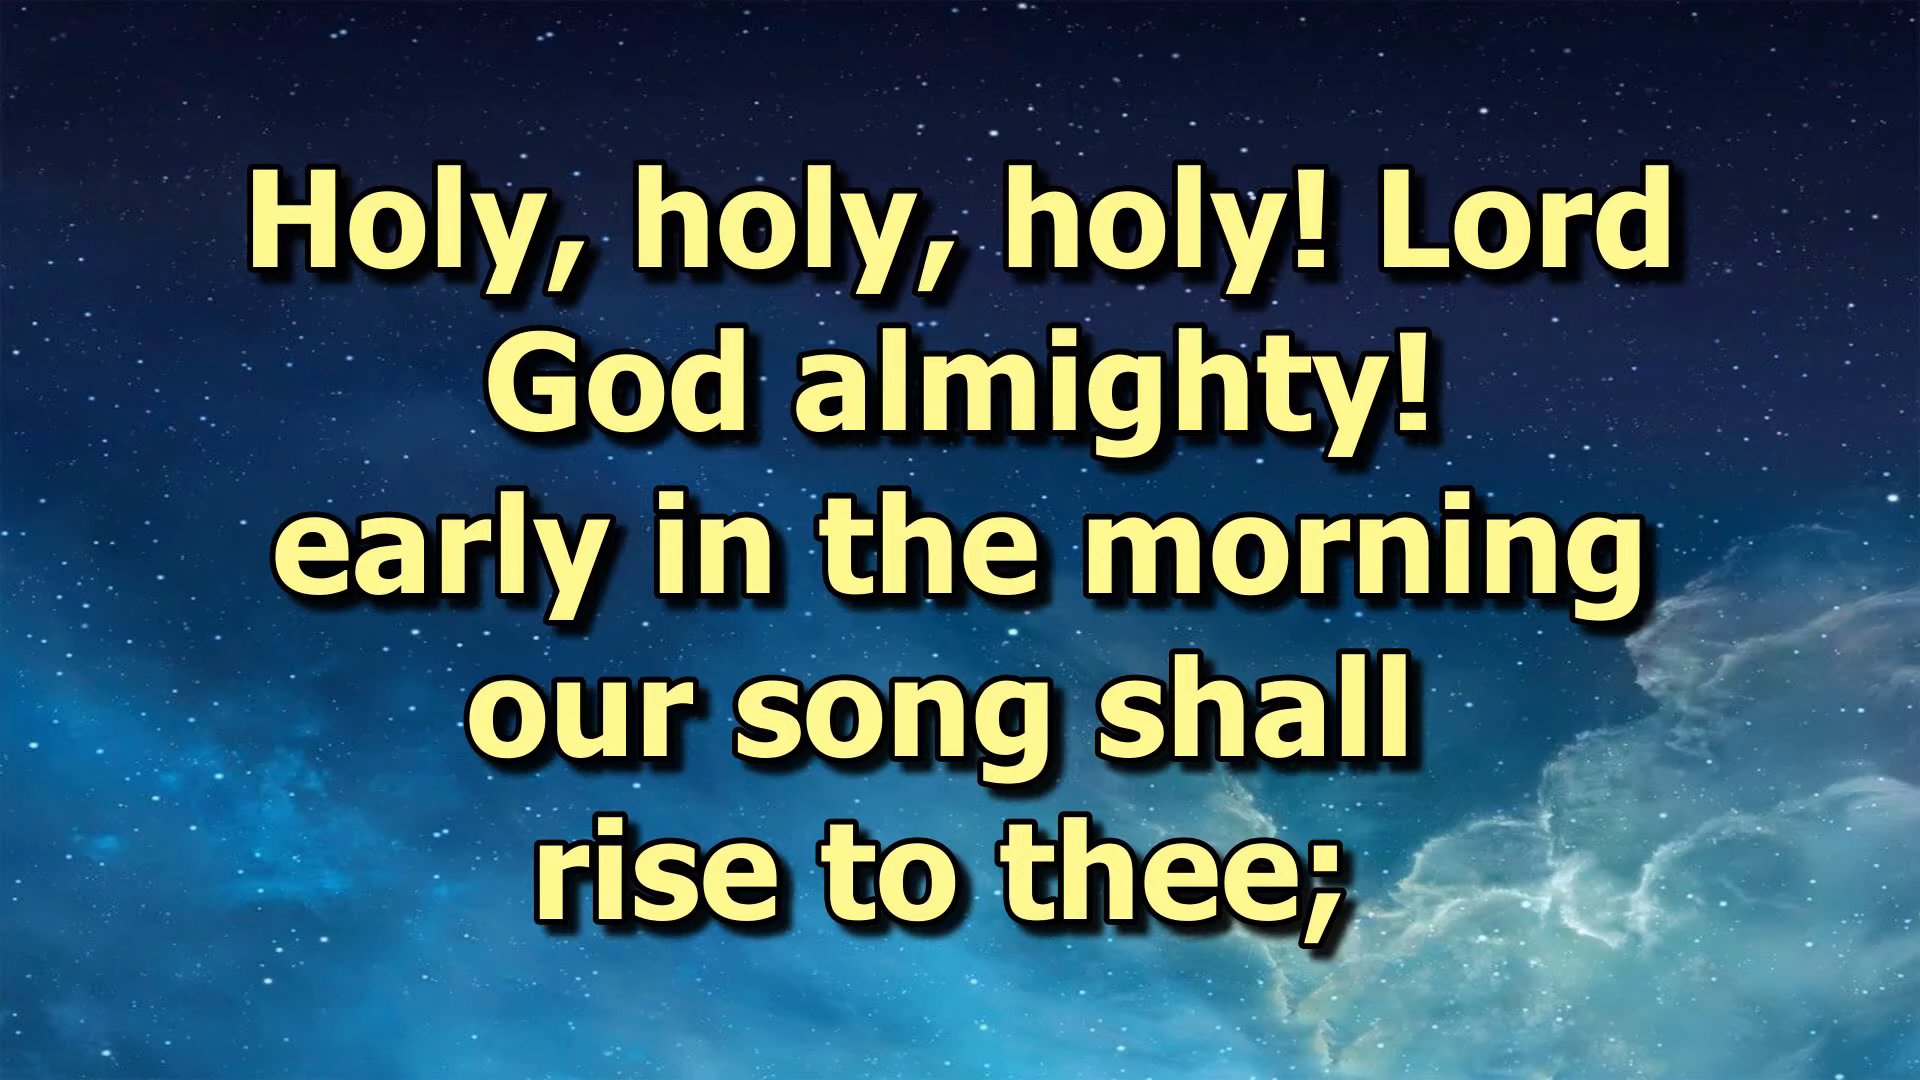 Holy, holy, holy! Lord
God almighty!
early in the morning
our song shall
rise to thee;